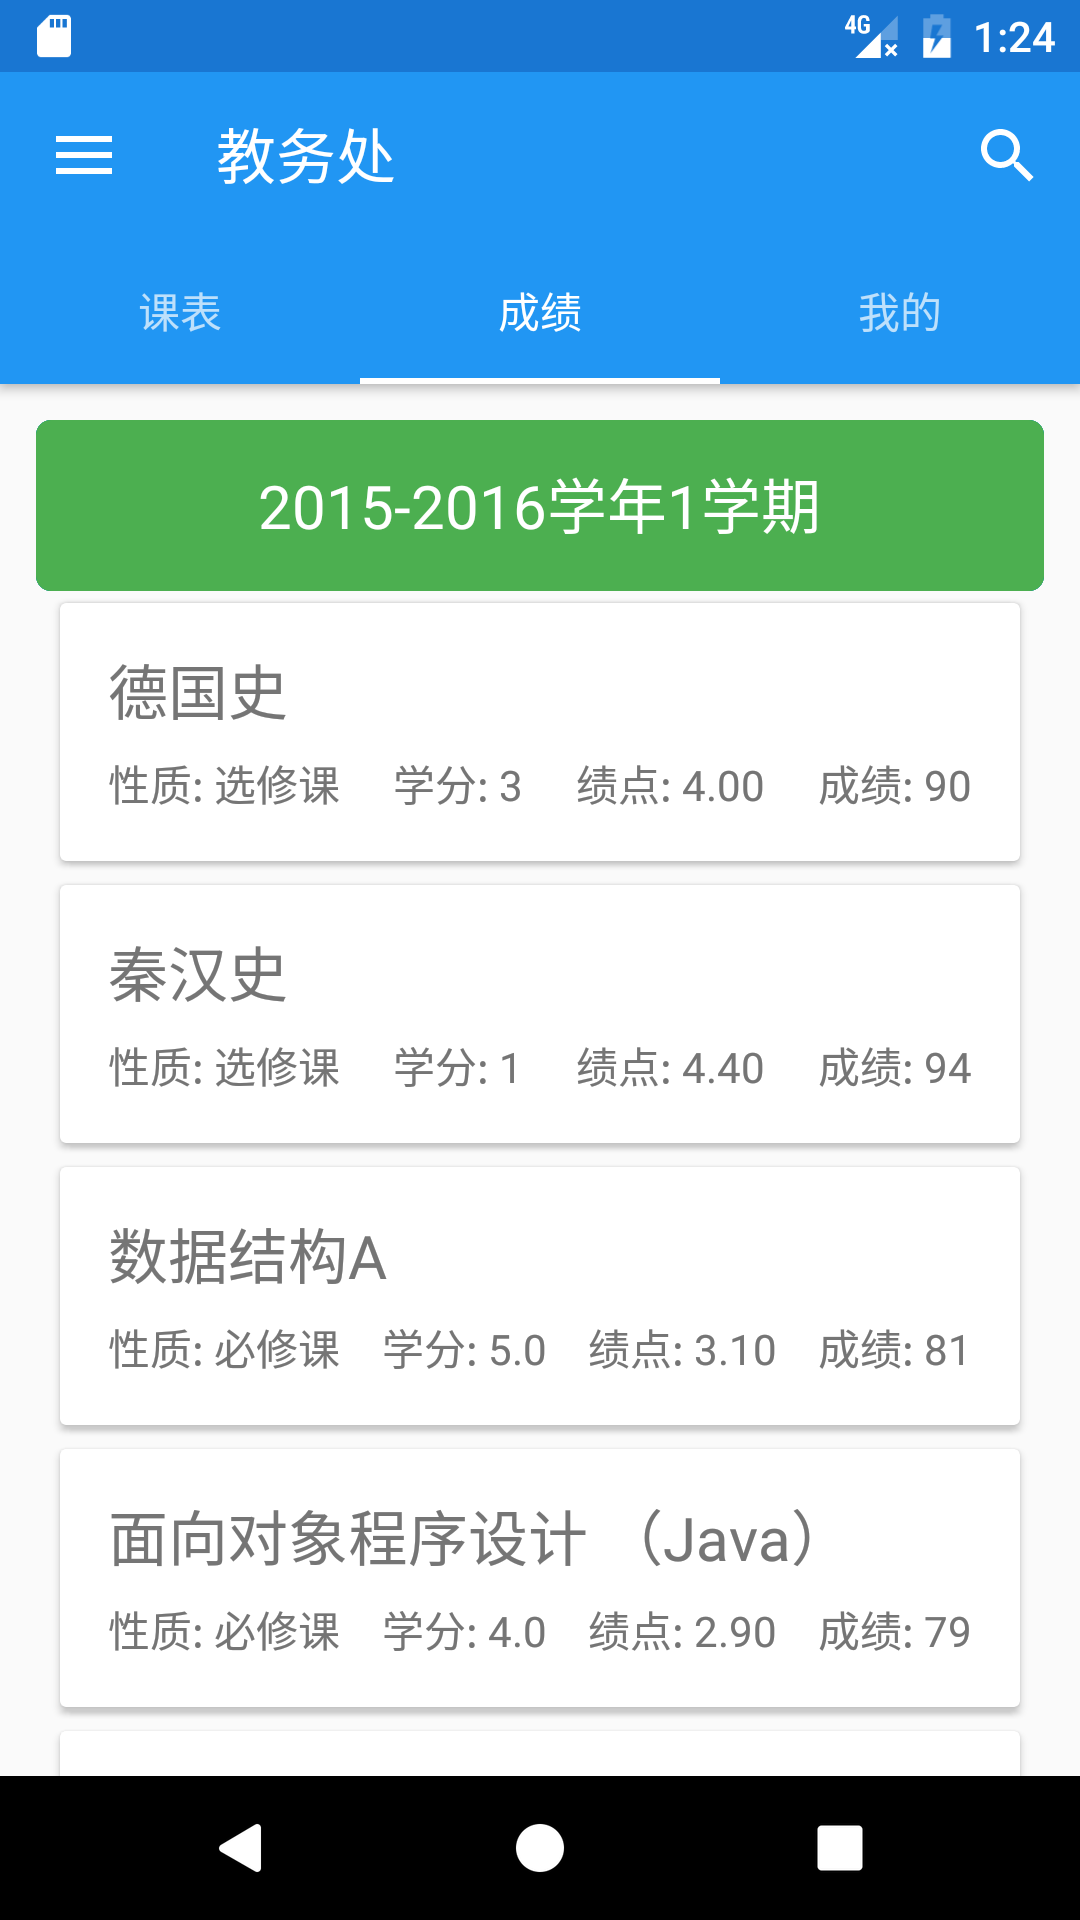 4G 1:24
教务处
课表 成绩 我的
2015-2016学年1学期
德国史
性质: 选修课 学分: 3 绩点: 4.00 成绩: 90
秦汉史
性质: 选修课 学分: 1 绩点: 4.40 成绩: 94
数据结构A
性质: 必修课 学分: 5.0 绩点: 3.10 成绩: 81
面向对象程序设计 （Java）
性质: 必修课 学分: 4.0 绩点: 2.90 成绩: 79